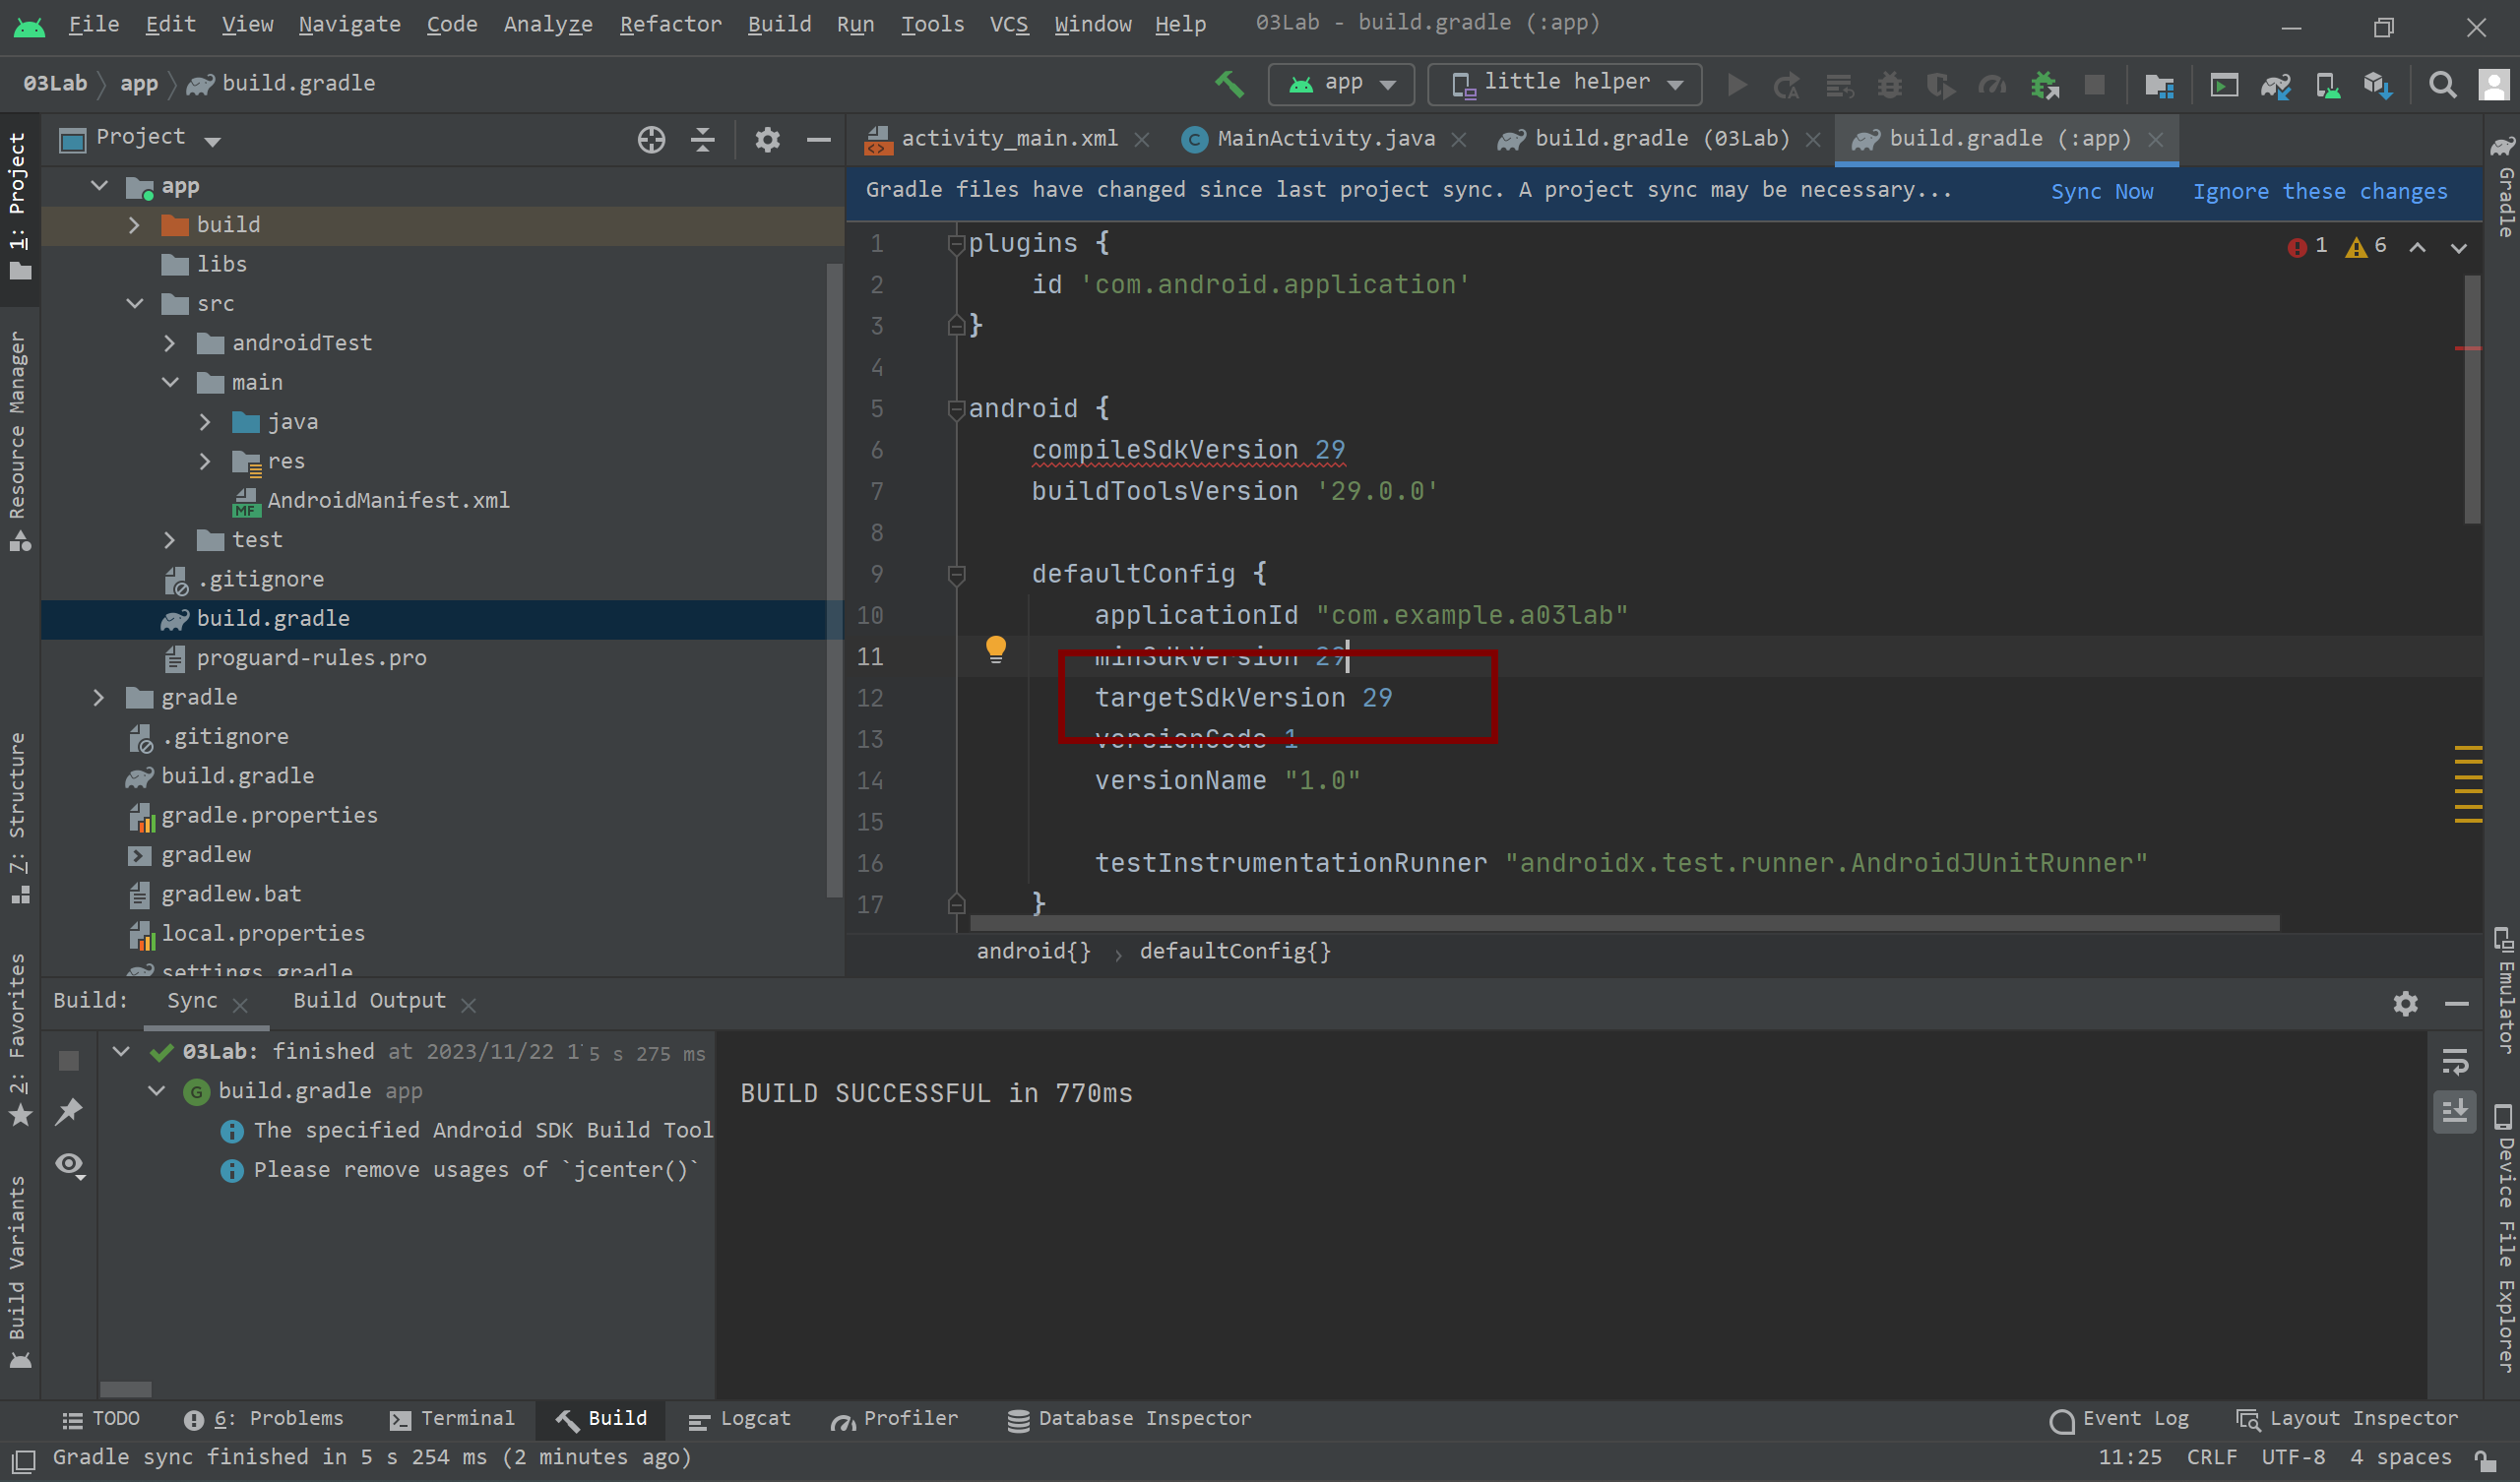 File Edit View Navigate Code Analyze Refactor Build Run Tools VCS Window Help 03Lab - build.gradle (:app)
03Lab app build.gradle app little helper
Project
activity_main.xml MainActivity.java build.gradle (03Lab) build.gradle (:app)
Gradle files have changed since last project sync. A project sync may be necessary... Sync Now Ignore these changes
1: Project
Resource Manager
7: Structure
2: Favorites
Build Variants
app
build
libs
src
androidTest
main
java
res
AndroidManifest.xml
test
.gitignore
build.gradle
proguard-rules.pro
gradle
.gitignore
build.gradle
gradle.properties
gradlew
gradlew.bat
local.properties
settings.gradle
1 6
1 plugins {
2 id 'com.android.application'
3 }
4
5 android {
6 compileSdkVersion 29
7 buildToolsVersion '29.0.0'
8
9 defaultConfig {
10 applicationId "com.example.a03lab"
11 minSdkVersion 29
12 targetSdkVersion 29
13 versionCode 1
14 versionName "1.0"
15
16 testInstrumentationRunner "androidx.test.runner.AndroidJUnitRunner"
17 }
android{} › defaultConfig{}
Gradle
Emulator
Device File Explorer
Build: Sync Build Output
03Lab: finished at 2023/11/22 1 5 s 275 ms
build.gradle app
The specified Android SDK Build Tool
Please remove usages of `jcenter()`
BUILD SUCCESSFUL in 770ms
TODO 6: Problems Terminal Build Logcat Profiler Database Inspector Event Log Layout Inspector
Gradle sync finished in 5 s 254 ms (2 minutes ago) 11:25 CRLF UTF-8 4 spaces